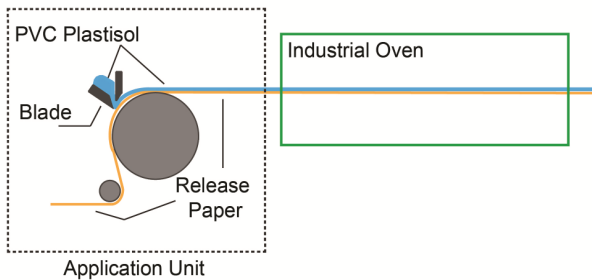 PVC Plastisol
Industrial Oven
Blade
Release
Paper
Application Unit